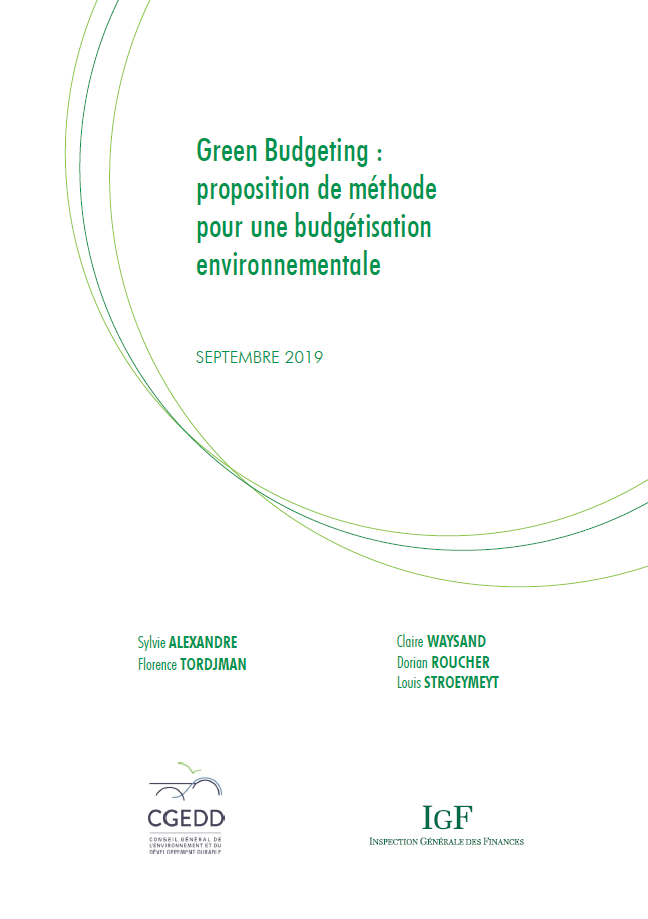 Green Budgeting :
proposition de méthode
pour une budgétisation
environnementale
SEPTEMBRE 2019
Sylvie ALEXANDRE
Florence TORDJMAN
Claire WAYSAND
Dorian ROUCHER
Louis STROEYMEYT
CGEDD
CONSEIL GÉNÉRAL DE
L'ENVIRONNEMENT ET DU
DÉVELOPPEMENT DURABLE
IGF
INSPECTION GÉNÉRALE DES FINANCES